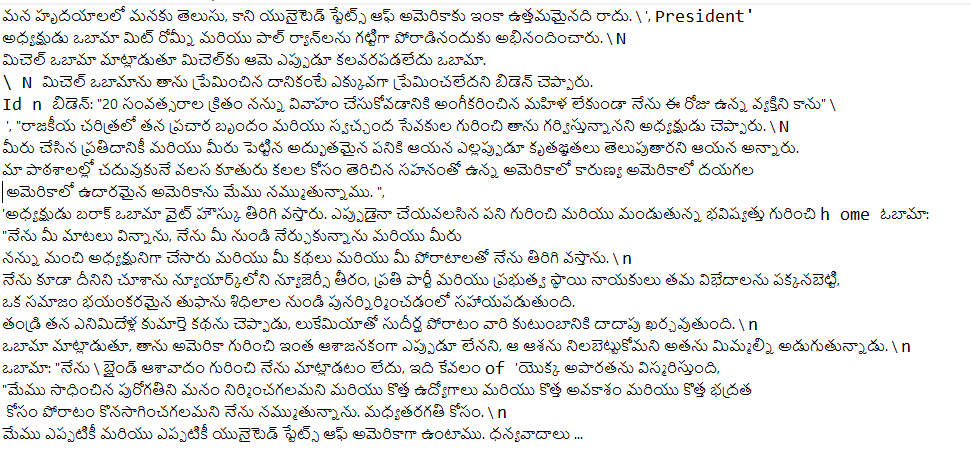 మన హృదయాలలో మనకు తెలుసు, కాని యునైటెడ్ స్టేట్స్ ఆఫ్ అమెరికాకు ఇంకా ఉత్తమమైనది రాదు. \ ', President'
అధ్యక్షుడు ఒబామా మిట్ రోమ్నీ మరియు పాల్ ర్యాన్‌లను గట్టిగా పోరాడినందుకు అభినందించారు. \ N
మిచెల్ ఒబామా మాట్లాడుతూ మిచెల్‌కు ఆమె ఎప్పుడూ కలవరపడలేదు ఒబామా.
\ N మిచెల్ ఒబామాను తాను ప్రేమించిన దానికంటే ఎక్కువగా ప్రేమించలేదని బిడెన్ చెప్పారు.
Id n బిడెన్: "20 సంవత్సరాల క్రితం నన్ను వివాహం చేసుకోవడానికి అంగీకరించిన మహిళ లేకుండా నేను ఈ రోజు ఉన్న వ్యక్తిని కాను" \
', "రాజకీయ చరిత్రలో తన ప్రచార బృందం మరియు స్వచ్ఛంద సేవకుల గురించి తాను గర్విస్తున్నానని అధ్యక్షుడు చెప్పారు. \ N
మీరు చేసిన ప్రతిదానికీ మరియు మీరు పెట్టిన అద్భుతమైన పనికి ఆయన ఎల్లప్పుడూ కృతజ్ఞతలు తెలుపుతారని ఆయన అన్నారు.
మా పాఠశాలల్లో చదువుకునే వలస కూతురు కలల కోసం తెరిచిన సహనంతో ఉన్న అమెరికాలో కారుణ్య అమెరికాలో దయగల
అమెరికాలో ఉదారమైన అమెరికాను మేము నమ్ముతున్నాము. ",
'అధ్యక్షుడు బరాక్ ఒబామా వైట్ హౌస్కు తిరిగి వస్తారు. ఎప్పుడైనా చేయవలసిన పని గురించి మరియు మండుతున్న భవిష్యత్తు గురించి h ome ఓబామా:
"నేను మీ మాటలు విన్నాను, నేను మీ నుండి నేర్చుకున్నాను మరియు మీరు
నన్ను మంచి అధ్యక్షునిగా చేసారు మరియు మీ కథలు మరియు మీ పోరాటాలతో నేను తిరిగి వస్తాను. \ n
నేను కూడా దీనిని చూశాను న్యూయార్క్‌లోని న్యూజెర్సీ తీరం, ప్రతి పార్టీ మరియు ప్రభుత్వ స్థాయి నాయకులు తమ విభేదాలను పక్కనబెట్టి,
ఒక సమాజం భయంకరమైన తుఫాను శిధిలాల నుండి పునర్నిర్మించడంలో సహాయపడుతుంది.
తండ్రి తన ఎనిమిదేళ్ల కుమార్తె కథను చెప్పాడు, లుకేమియాతో సుదీర్ఘ పోరాటం వారి కుటుంబానికి దాదాపు ఖర్చవుతుంది. \ n
ఒబామా మాట్లాడుతూ, తాను అమెరికా గురించి ఇంత ఆశాజనకంగా ఎప్పుడూ లేనని, ఆ ఆశను నిలబెట్టుకోమని అతను మిమ్మల్ని అడుగుతున్నాడు. \ n
ఒబామా: "నేను \ బ్లైండ్ ఆశావాదం గురించి నేను మాట్లాడటం లేదు, ఇది కేవలం of 'యొక్క అపారతను విస్మరిస్తుంది,
"మేము సాధించిన పురోగతిని మనం నిర్మించగలమని మరియు కొత్త ఉద్యోగాలు మరియు కొత్త అవకాశం మరియు కొత్త భద్రత
కోసం పోరాటం కొనసాగించగలమని నేను నమ్ముతున్నాను. మధ్యతరగతి కోసం. \ n
మేము ఎప్పటికీ మరియు ఎప్పటికీ యునైటెడ్ స్టేట్స్ ఆఫ్ అమెరికాగా ఉంటాము. ధన్యవాదాలు ...